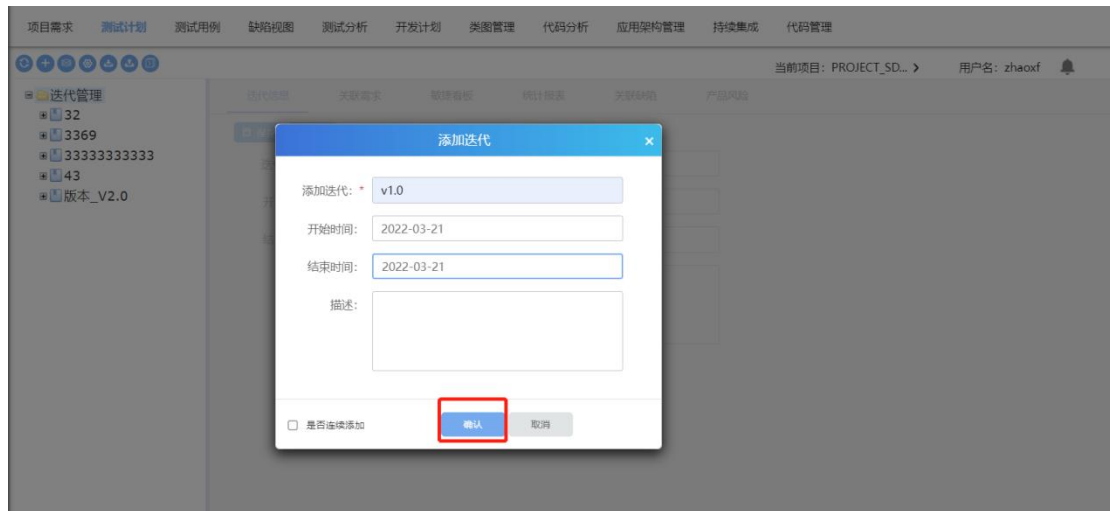 项目需求 测试计划 测试用例 缺陷视图 测试分析 开发计划 类图管理 代码分析 应用架构管理 持续集成 代码管理
当前项目：PROJECT_SD... > 用户名：zhaoxf
迭代管理
32
3369
33333333333
43
版本_V2.0
迭代信息 关联需求 敏捷看板 统计报表 关联缺陷 产品风险
添加迭代 ×
添加迭代：* v1.0
开始时间： 2022-03-21
结束时间： 2022-03-21
描述：
是否连续添加 确认 取消